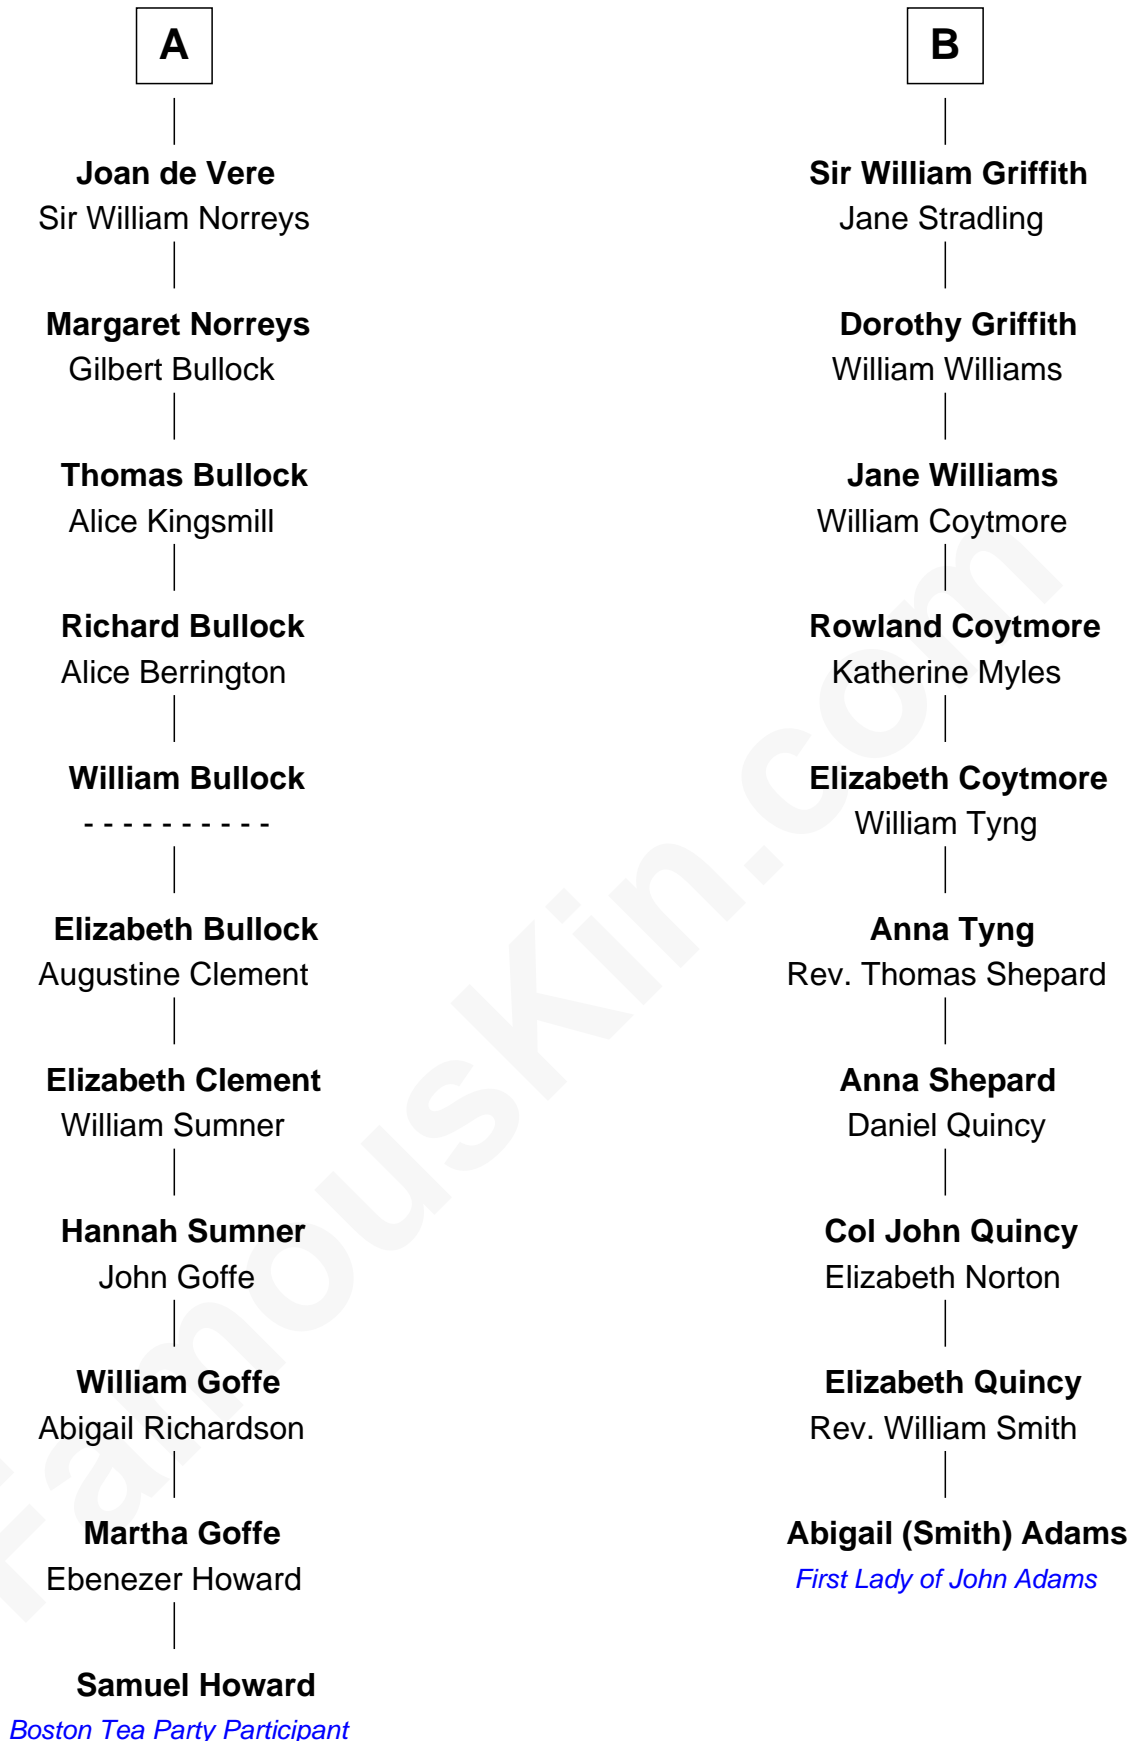 A
Joan de Vere
Sir William Norreys
Margaret Norreys
Gilbert Bullock
Thomas Bullock
Alice Kingsmill
Richard Bullock
Alice Berrington
William Bullock
- - - - - - - - - -
Elizabeth Bullock
Augustine Clement
Elizabeth Clement
William Sumner
Hannah Sumner
John Goffe
William Goffe
Abigail Richardson
Martha Goffe
Ebenezer Howard
Samuel Howard
Boston Tea Party Participant
B
Sir William Griffith
Jane Stradling
Dorothy Griffith
William Williams
Jane Williams
William Coytmore
Rowland Coytmore
Katherine Myles
Elizabeth Coytmore
William Tyng
Anna Tyng
Rev. Thomas Shepard
Anna Shepard
Daniel Quincy
Col John Quincy
Elizabeth Norton
Elizabeth Quincy
Rev. William Smith
Abigail (Smith) Adams
First Lady of John Adams
FamousKin.com